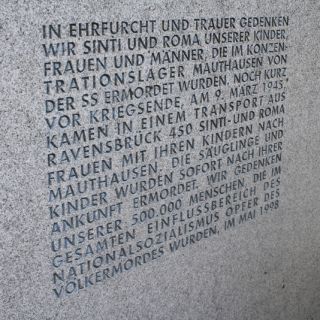 IN EHRFURCHT UND TRAUER GEDENKEN
WIR SINTI UND ROMA UNSERER KINDER,
FRAUEN UND MÄNNER, DIE IM KONZEN-
TRATIONSLAGER MAUTHAUSEN VON
DER SS ERMORDET WURDEN. NOCH KURZ
VOR KRIEGSENDE, AM 9. MÄRZ 1945,
KAMEN IN EINEM TRANSPORT AUS
RAVENSBRÜCK 450 SINTI- UND ROMA
FRAUEN MIT IHREN KINDERN NACH
MAUTHAUSEN, DIE SÄUGLINGE UND
KINDER WURDEN SOFORT NACH IHRER
ANKUNFT ERMORDET. WIR GEDENKEN
UNSERER 500.000 MENSCHEN, DIE IM
GESAMTEN EINFLUSSBEREICH DES
NATIONALSOZIALISMUS OPFER DES
VÖLKERMORDES WURDEN, IM MAI 1998